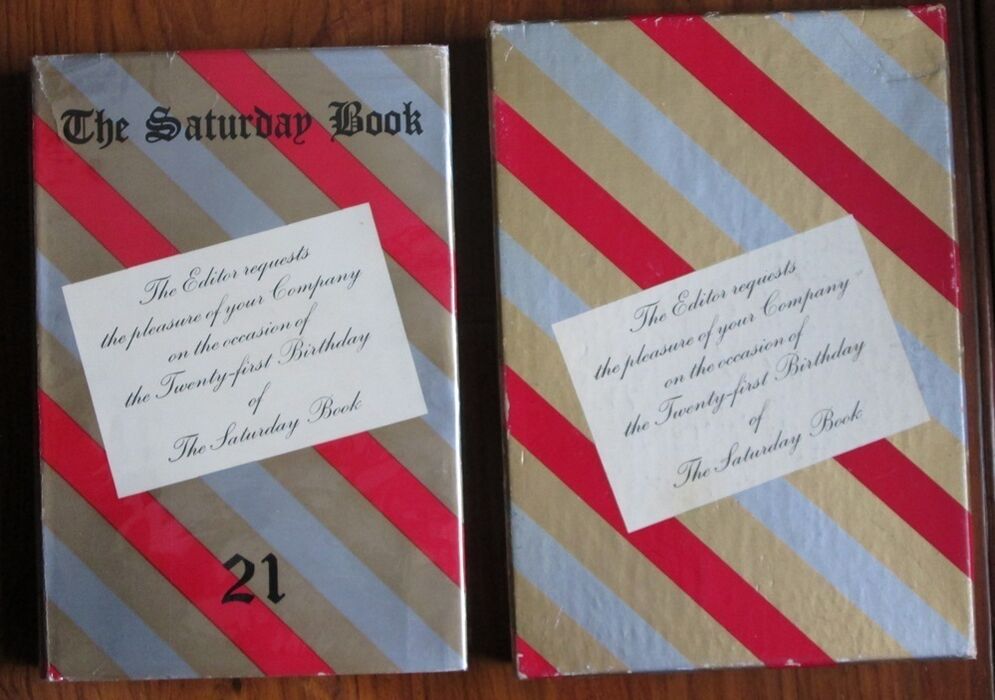 The Saturday Book
The Editor requests
the pleasure of your Company
on the occasion of
the Twenty-first Birthday
of
The Saturday Book
21
The Editor requests
the pleasure of your Company
on the occasion of
the Twenty-first Birthday
of
The Saturday Book